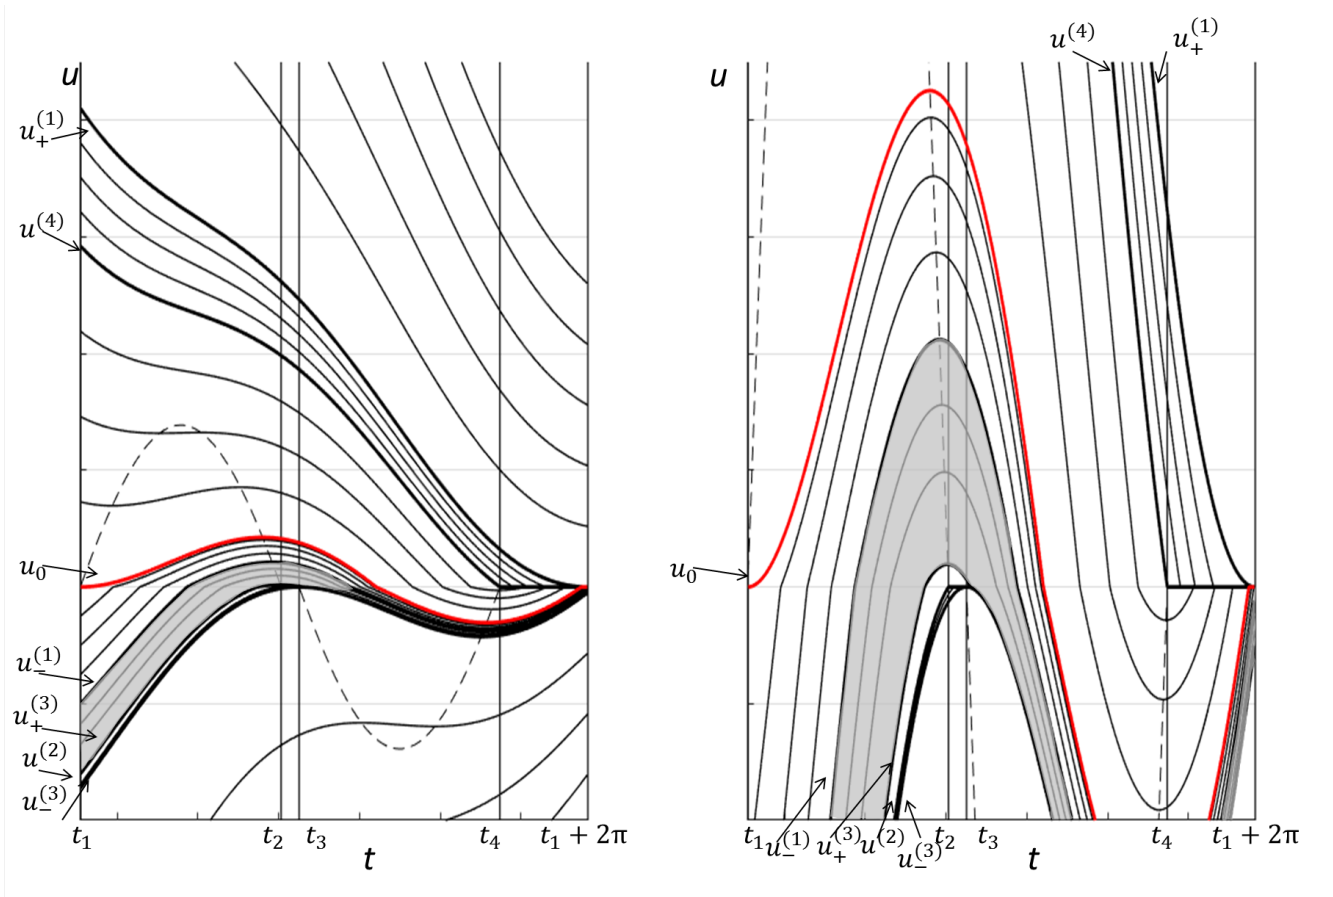 u
u₊⁽¹⁾
u⁽⁴⁾
u₀
u₋⁽¹⁾
u₊⁽³⁾
u⁽²⁾
u₋⁽³⁾
t₁ t₂ t₃ t₄ t₁ + 2π
t
u⁽⁴⁾ u₊⁽¹⁾
u
u₀
t₁ u₋⁽¹⁾ u₊⁽³⁾ u⁽²⁾ u₋⁽³⁾ t₂ t₃ t₄ t₁ + 2π
t